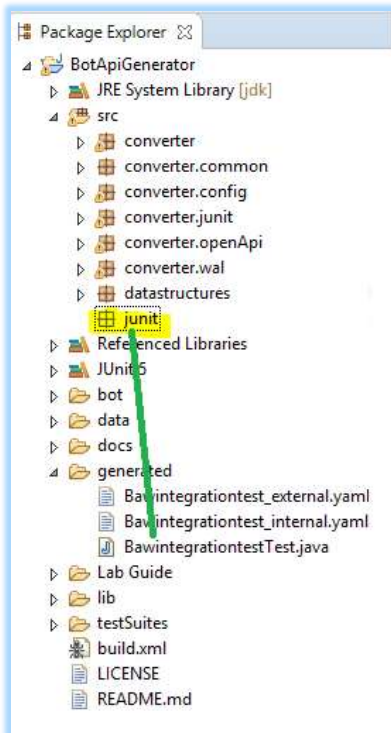 Package Explorer
BotApiGenerator
JRE System Library [jdk]
src
converter
converter.common
converter.config
converter.junit
converter.openApi
converter.wal
datastructures
junit
Referenced Libraries
JUnit 5
bot
data
docs
generated
Bawintegrationtest_external.yaml
Bawintegrationtest_internal.yaml
BawintegrationtestTest.java
Lab Guide
lib
testSuites
build.xml
LICENSE
README.md